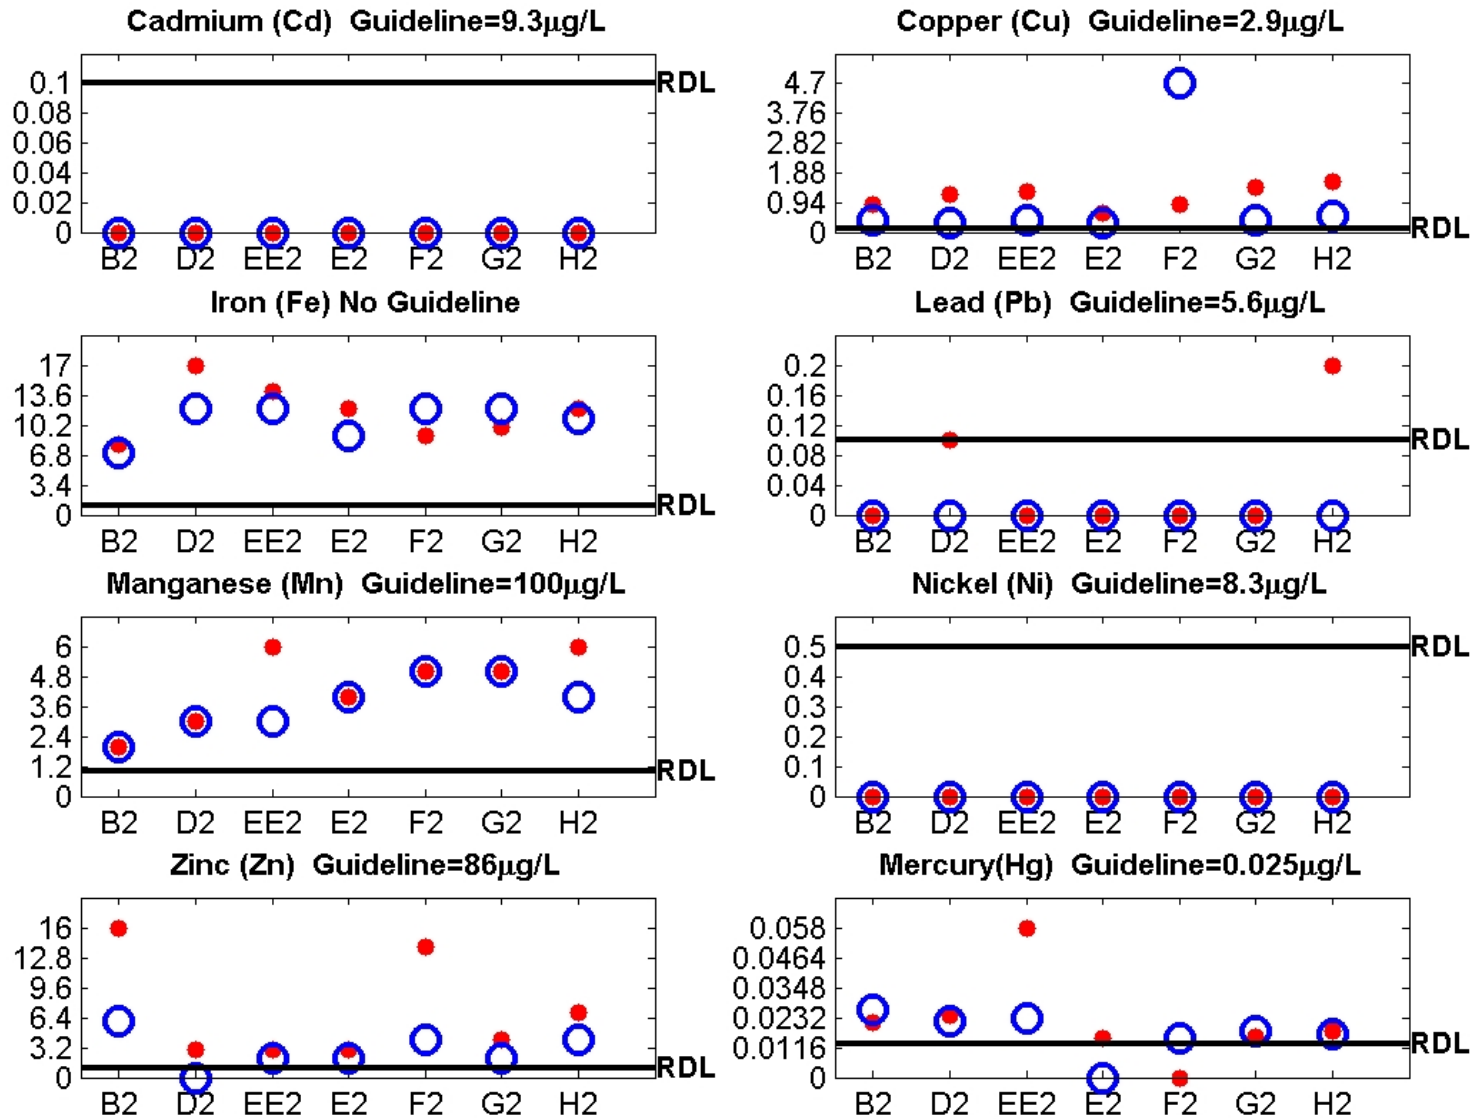 Cadmium (Cd)  Guideline=9.3μg/L
0.1
0.08
0.06
0.04
0.02
0
RDL
B2 D2 EE2 E2 F2 G2 H2
Copper (Cu)  Guideline=2.9μg/L
4.7
3.76
2.82
1.88
0.94
0
RDL
B2 D2 EE2 E2 F2 G2 H2
Iron (Fe) No Guideline
17
13.6
10.2
6.8
3.4
0
RDL
B2 D2 EE2 E2 F2 G2 H2
Lead (Pb)  Guideline=5.6μg/L
0.2
0.16
0.12
0.08
0.04
0
RDL
B2 D2 EE2 E2 F2 G2 H2
Manganese (Mn)  Guideline=100μg/L
6
4.8
3.6
2.4
1.2
0
RDL
B2 D2 EE2 E2 F2 G2 H2
Nickel (Ni)  Guideline=8.3μg/L
0.5
0.4
0.3
0.2
0.1
0
RDL
B2 D2 EE2 E2 F2 G2 H2
Zinc (Zn)  Guideline=86μg/L
16
12.8
9.6
6.4
3.2
0
RDL
B2 D2 EE2 E2 F2 G2 H2
Mercury(Hg)  Guideline=0.025μg/L
0.058
0.0464
0.0348
0.0232
0.0116
0
RDL
B2 D2 EE2 E2 F2 G2 H2